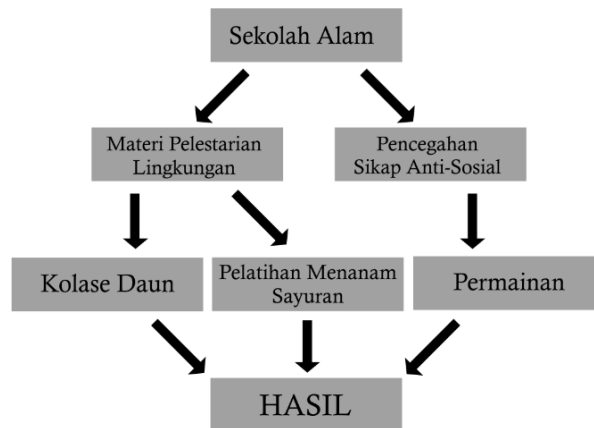 Sekolah Alam
Materi Pelestarian
Lingkungan
Pencegahan
Sikap Anti-Sosial
Kolase Daun
Pelatihan Menanam
Sayuran
Permainan
HASIL